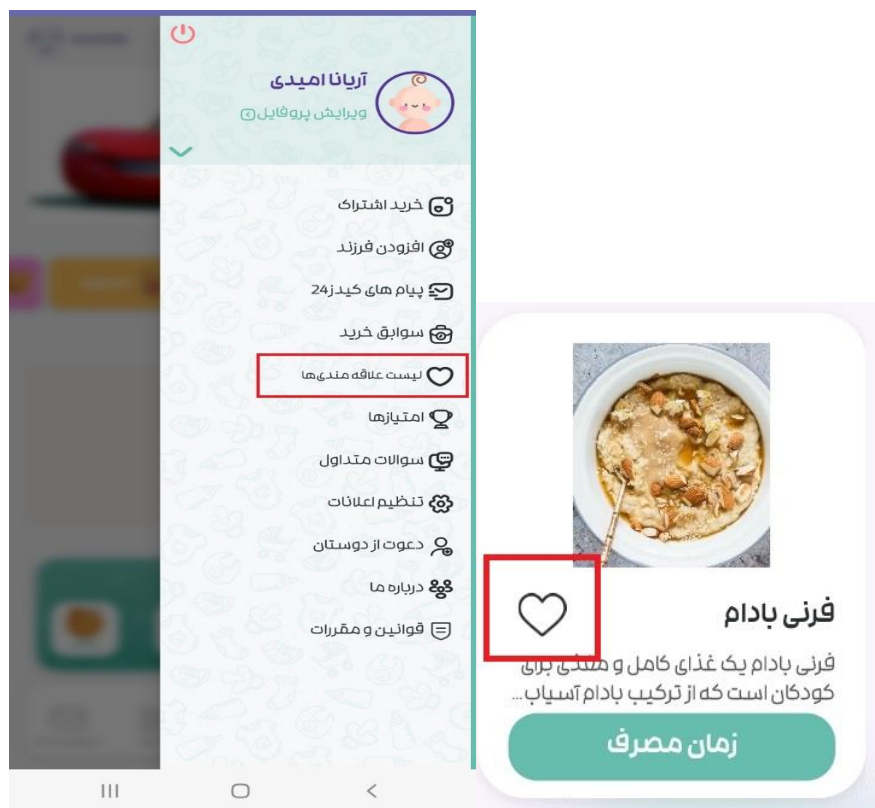 آریانا امیدی
ویرایش پروفایل
خرید اشتراک
افزودن فرزند
پیام های کیدز24
سوابق خرید
لیست علاقه مندی‌ها
امتیازها
سوالات متداول
تنظیم اعلانات
دعوت از دوستان
درباره ما
قوانین و مقررات
فرنی بادام
فرنی بادام یک غذای کامل و مغذی برای
کودکان است که از ترکیب بادام آسیاب...
زمان مصرف